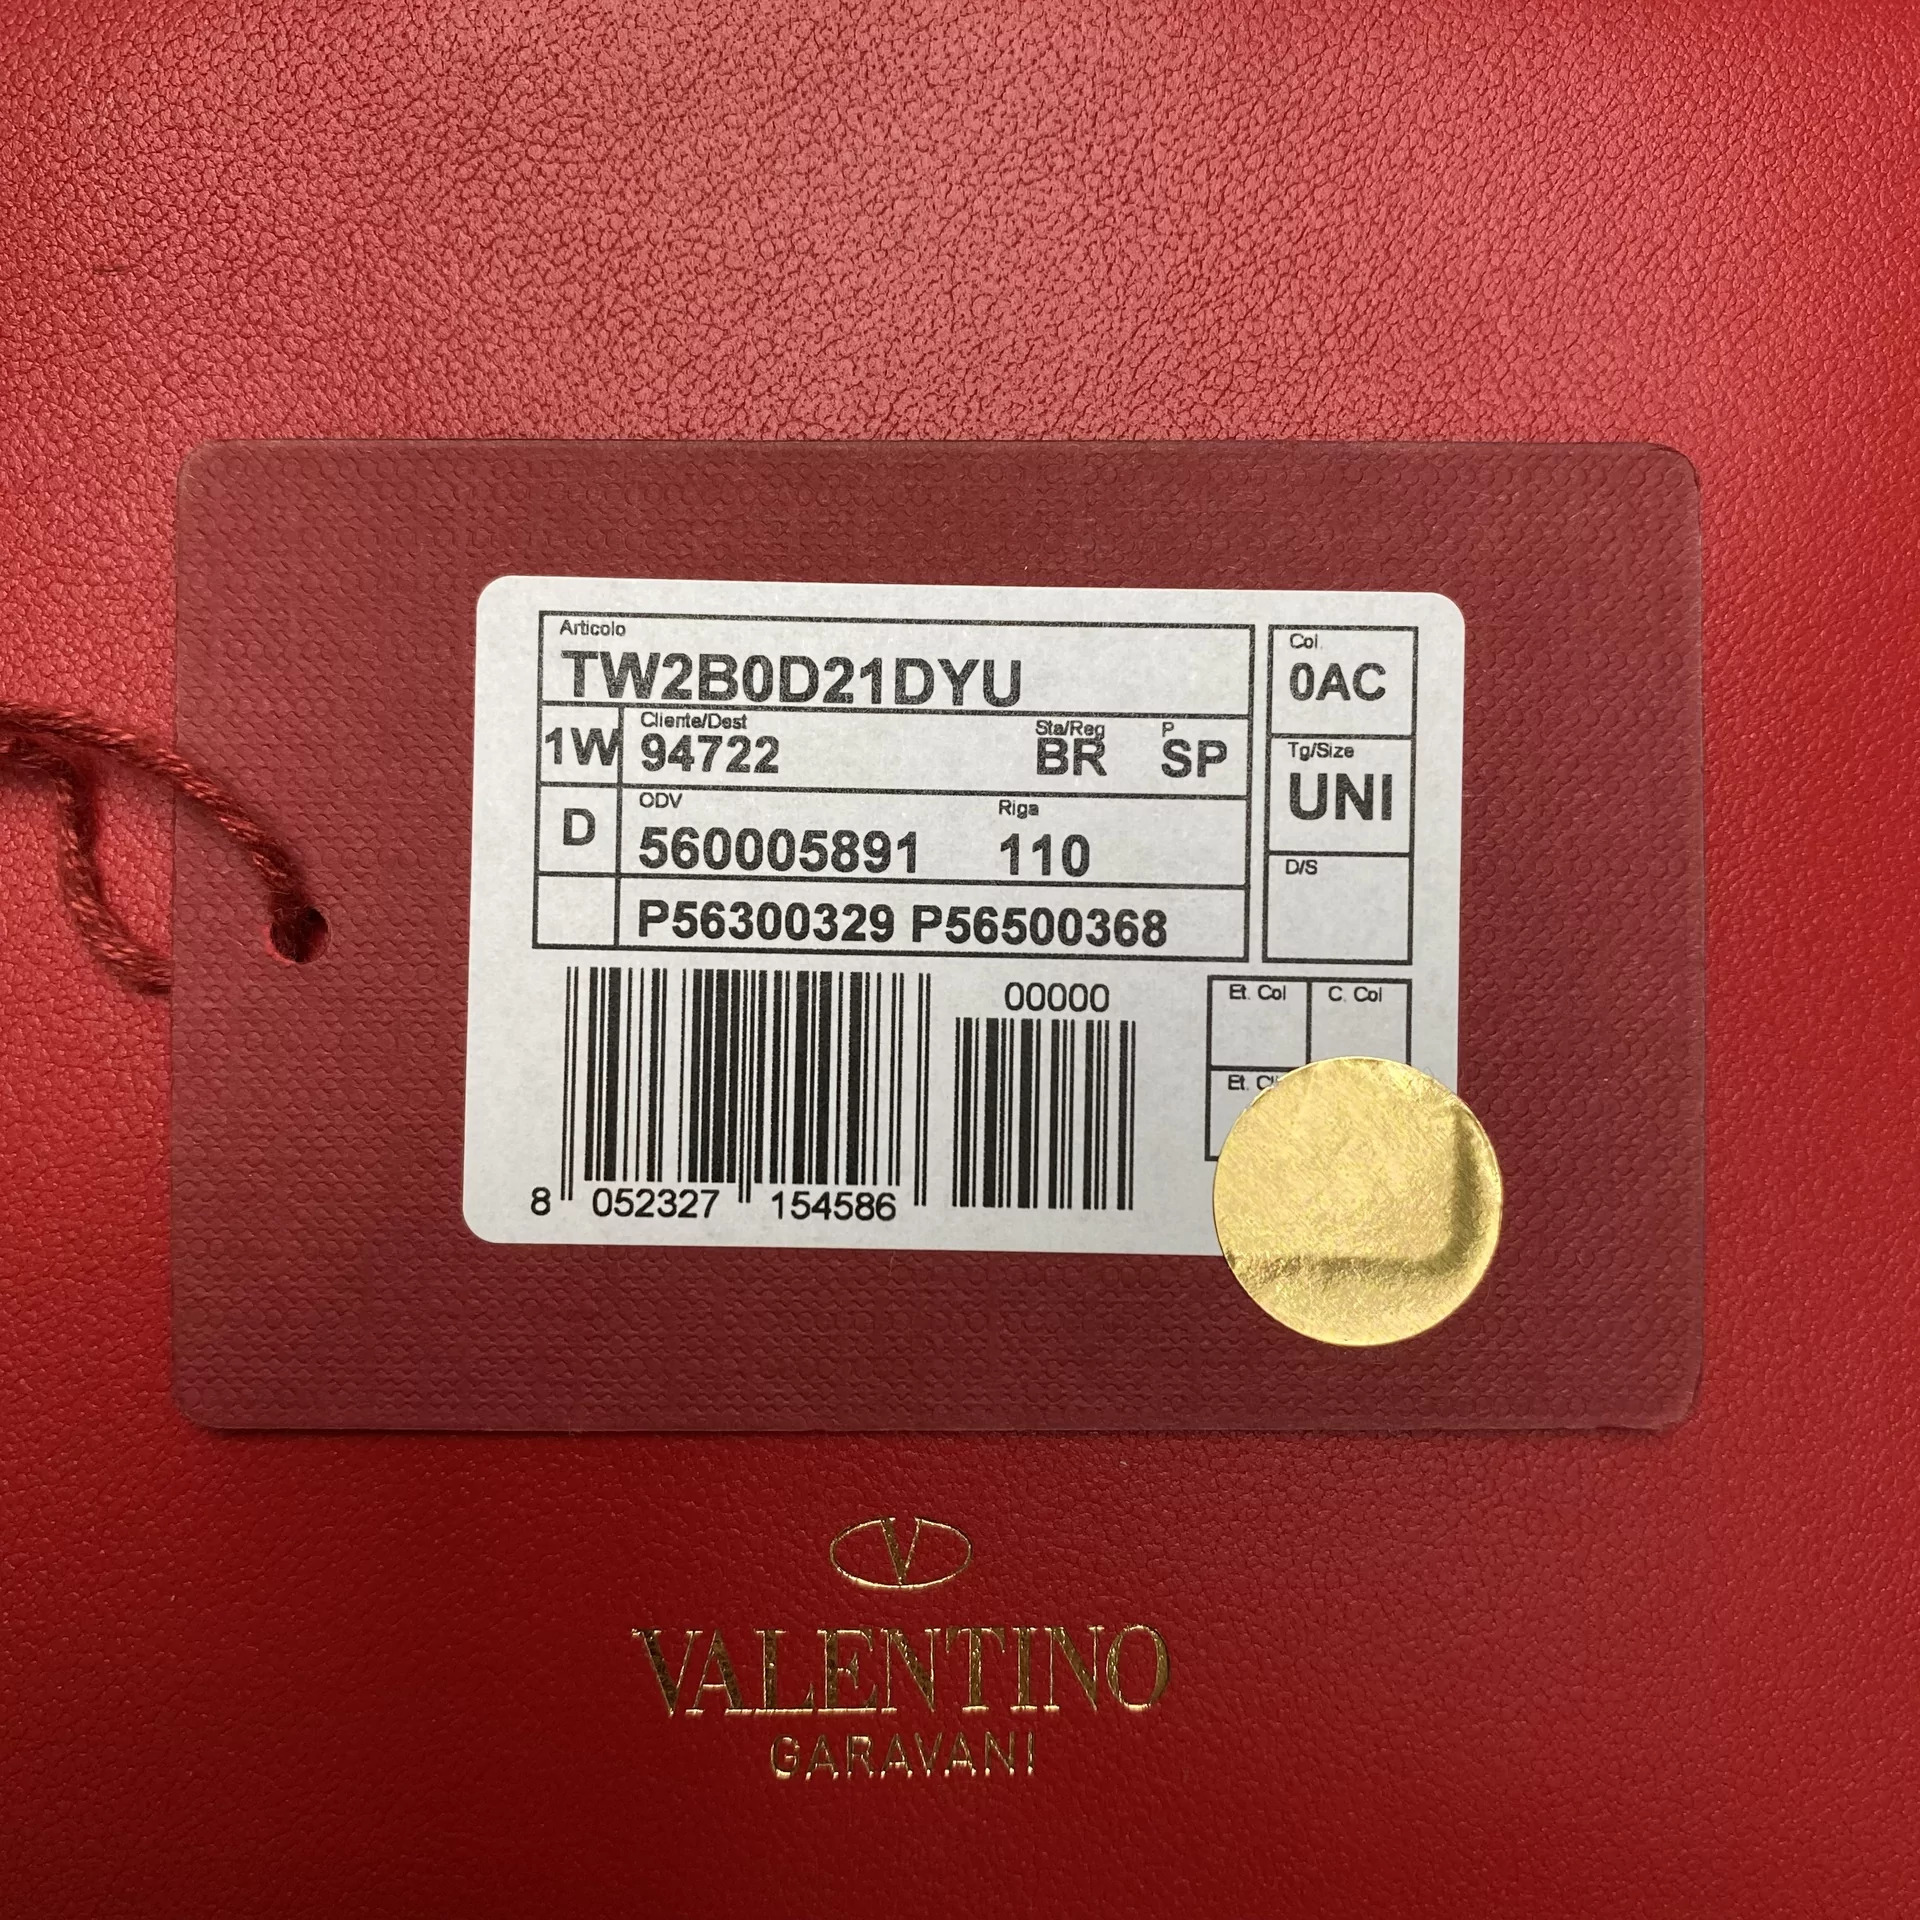 Articolo
TW2B0D21DYU
Col.
0AC
1W
Cliente/Dest
94722
Sta/Reg
BR
P
SP
Tg/Size
UNI
D
ODV
560005891
Riga
110
D/S
P56300329 P56500368
00000
Et. Col
C. Col
Et.
8 052327 154586
V
VALENTINO
GARAVANI